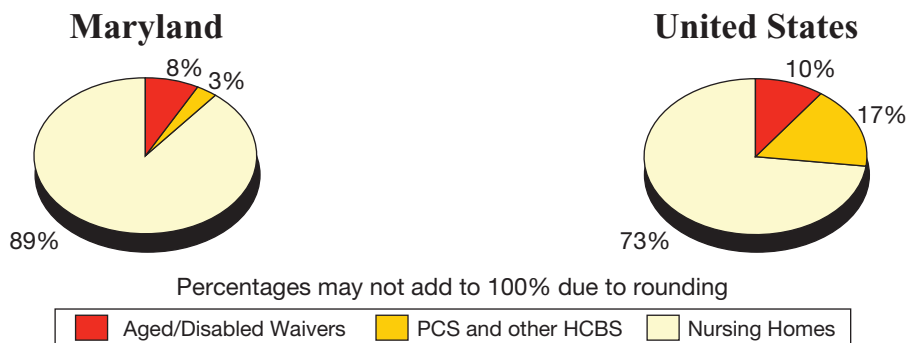 Maryland
8%
3%
89%
United States
10%
17%
73%
Percentages may not add to 100% due to rounding
Aged/Disabled Waivers PCS and other HCBS Nursing Homes